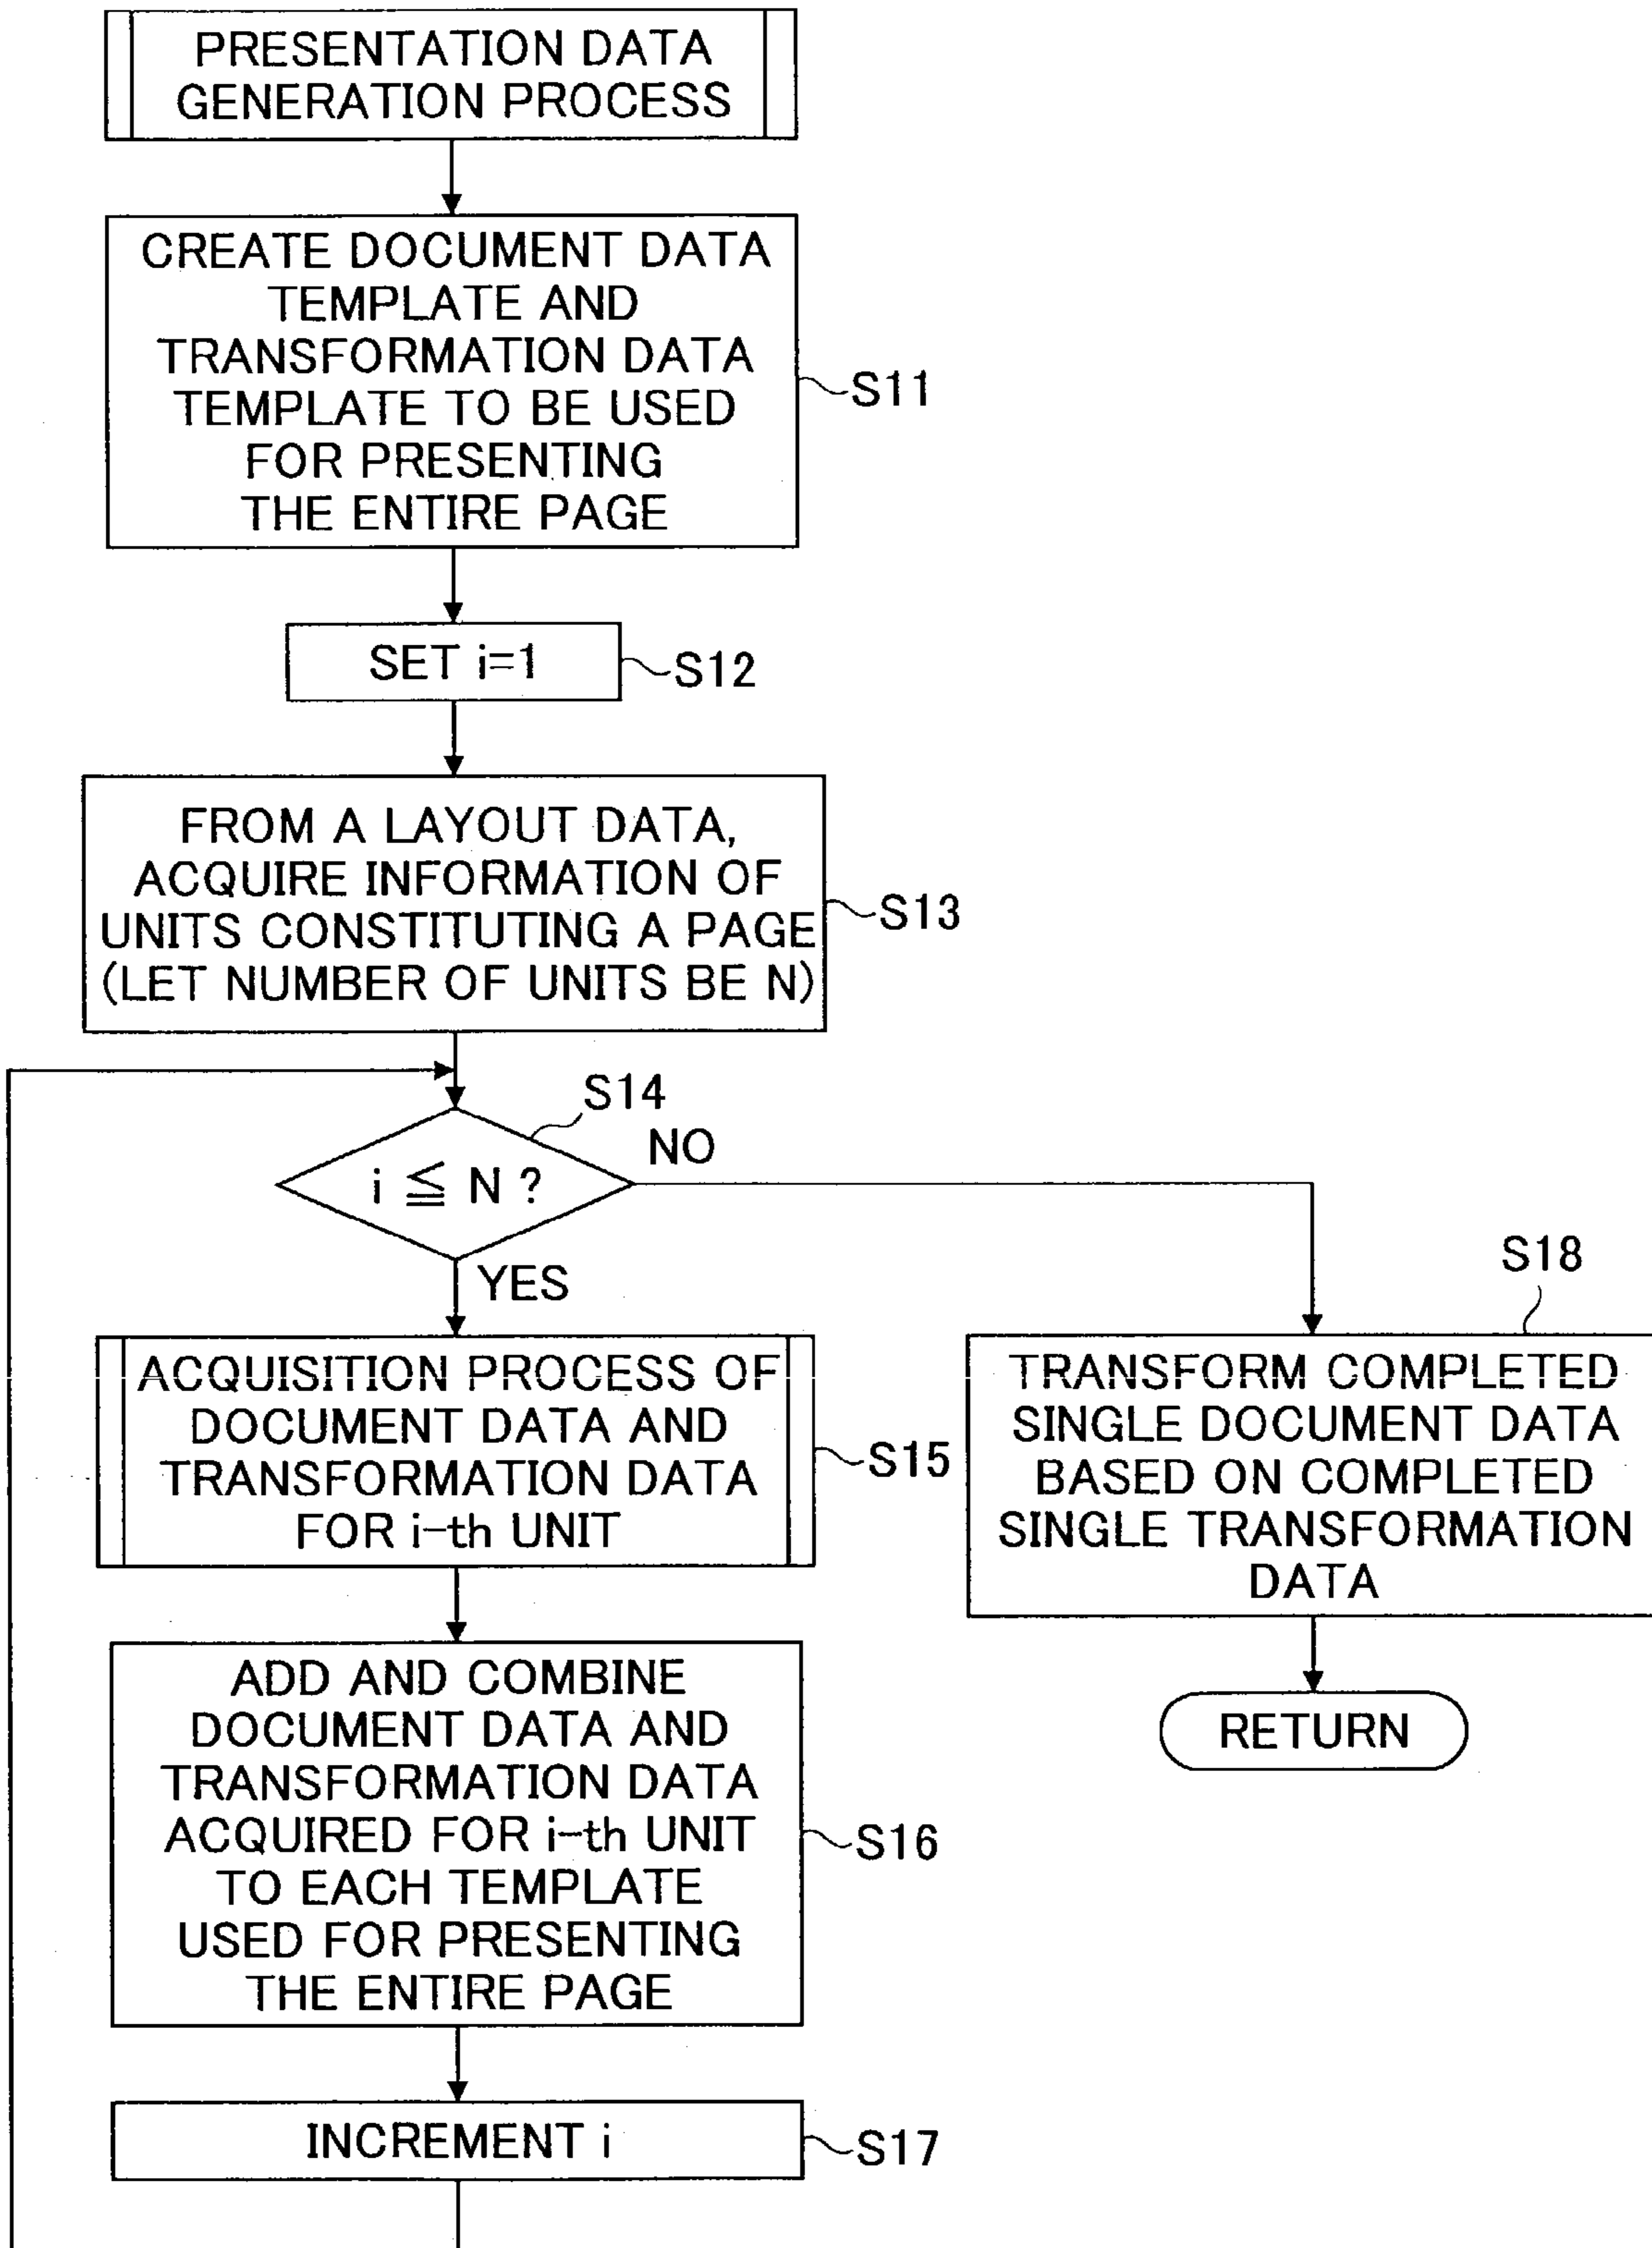 PRESENTATION DATA
GENERATION PROCESS
CREATE DOCUMENT DATA
TEMPLATE AND
TRANSFORMATION DATA
TEMPLATE TO BE USED
FOR PRESENTING
THE ENTIRE PAGE
S11
SET i=1
S12
FROM A LAYOUT DATA,
ACQUIRE INFORMATION OF
UNITS CONSTITUTING A PAGE
(LET NUMBER OF UNITS BE N)
S13
S14
i ≦ N ?
NO
YES
ACQUISITION PROCESS OF
DOCUMENT DATA AND
TRANSFORMATION DATA
FOR i-th UNIT
S15
ADD AND COMBINE
DOCUMENT DATA AND
TRANSFORMATION DATA
ACQUIRED FOR i-th UNIT
TO EACH TEMPLATE
USED FOR PRESENTING
THE ENTIRE PAGE
S16
INCREMENT i
S17
S18
TRANSFORM COMPLETED
SINGLE DOCUMENT DATA
BASED ON COMPLETED
SINGLE TRANSFORMATION
DATA
RETURN